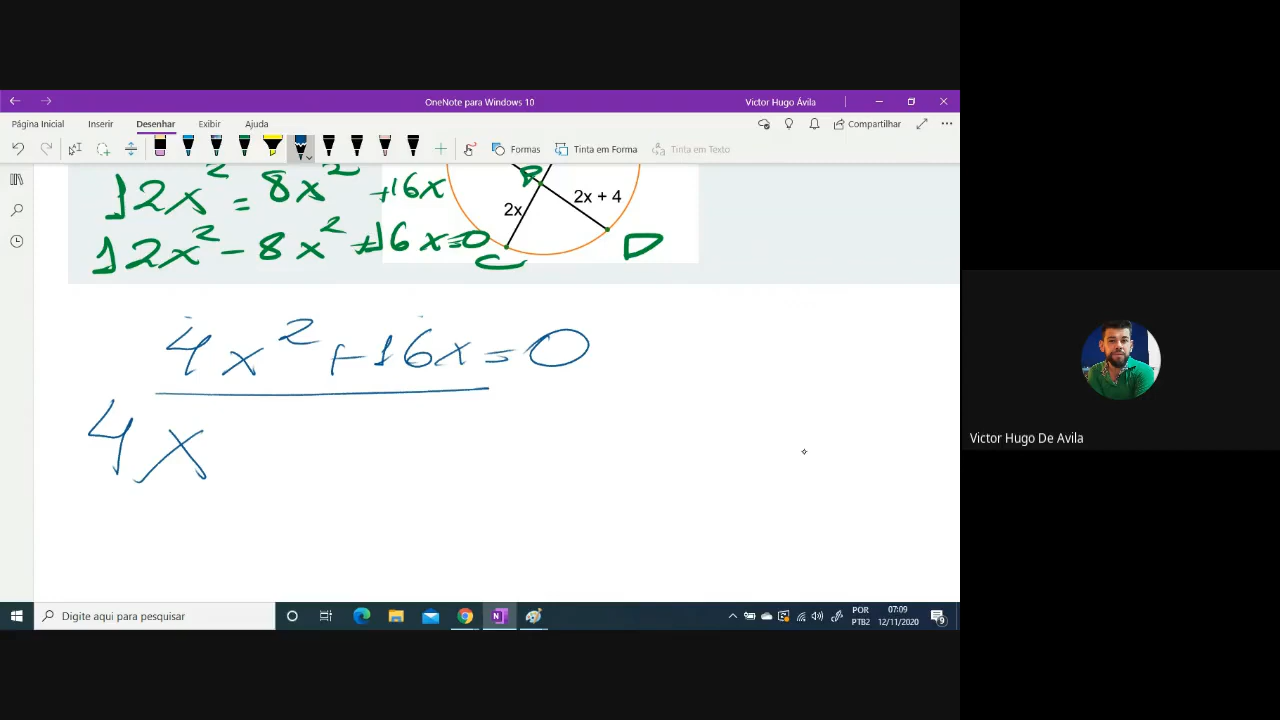 OneNote para Windows 10
Victor Hugo Ávila
Página Inicial Inserir Desenhar Exibir Ajuda
Compartilhar
Formas Tinta em Forma Tinta em Texto
12x² = 8x² +16x
12x² - 8x² +16x=0
P
2x
2x + 4
C
D
4x² +16x = 0
4x
Victor Hugo De Avila
Digite aqui para pesquisar
POR
PTB2
07:09
12/11/2020
9